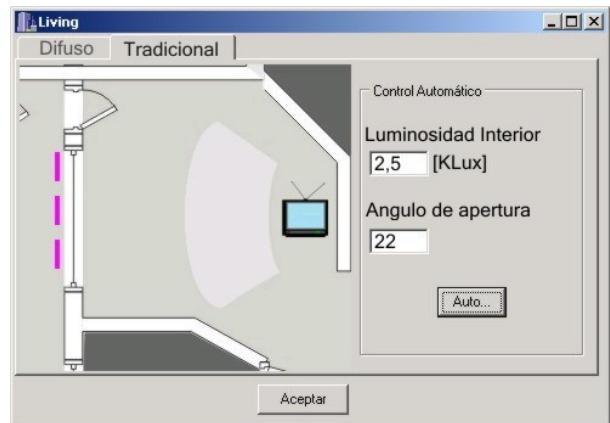 Living
Difuso Tradicional
Control Automático
Luminosidad Interior
2,5 [KLux]
Angulo de apertura
22
Auto...
Aceptar